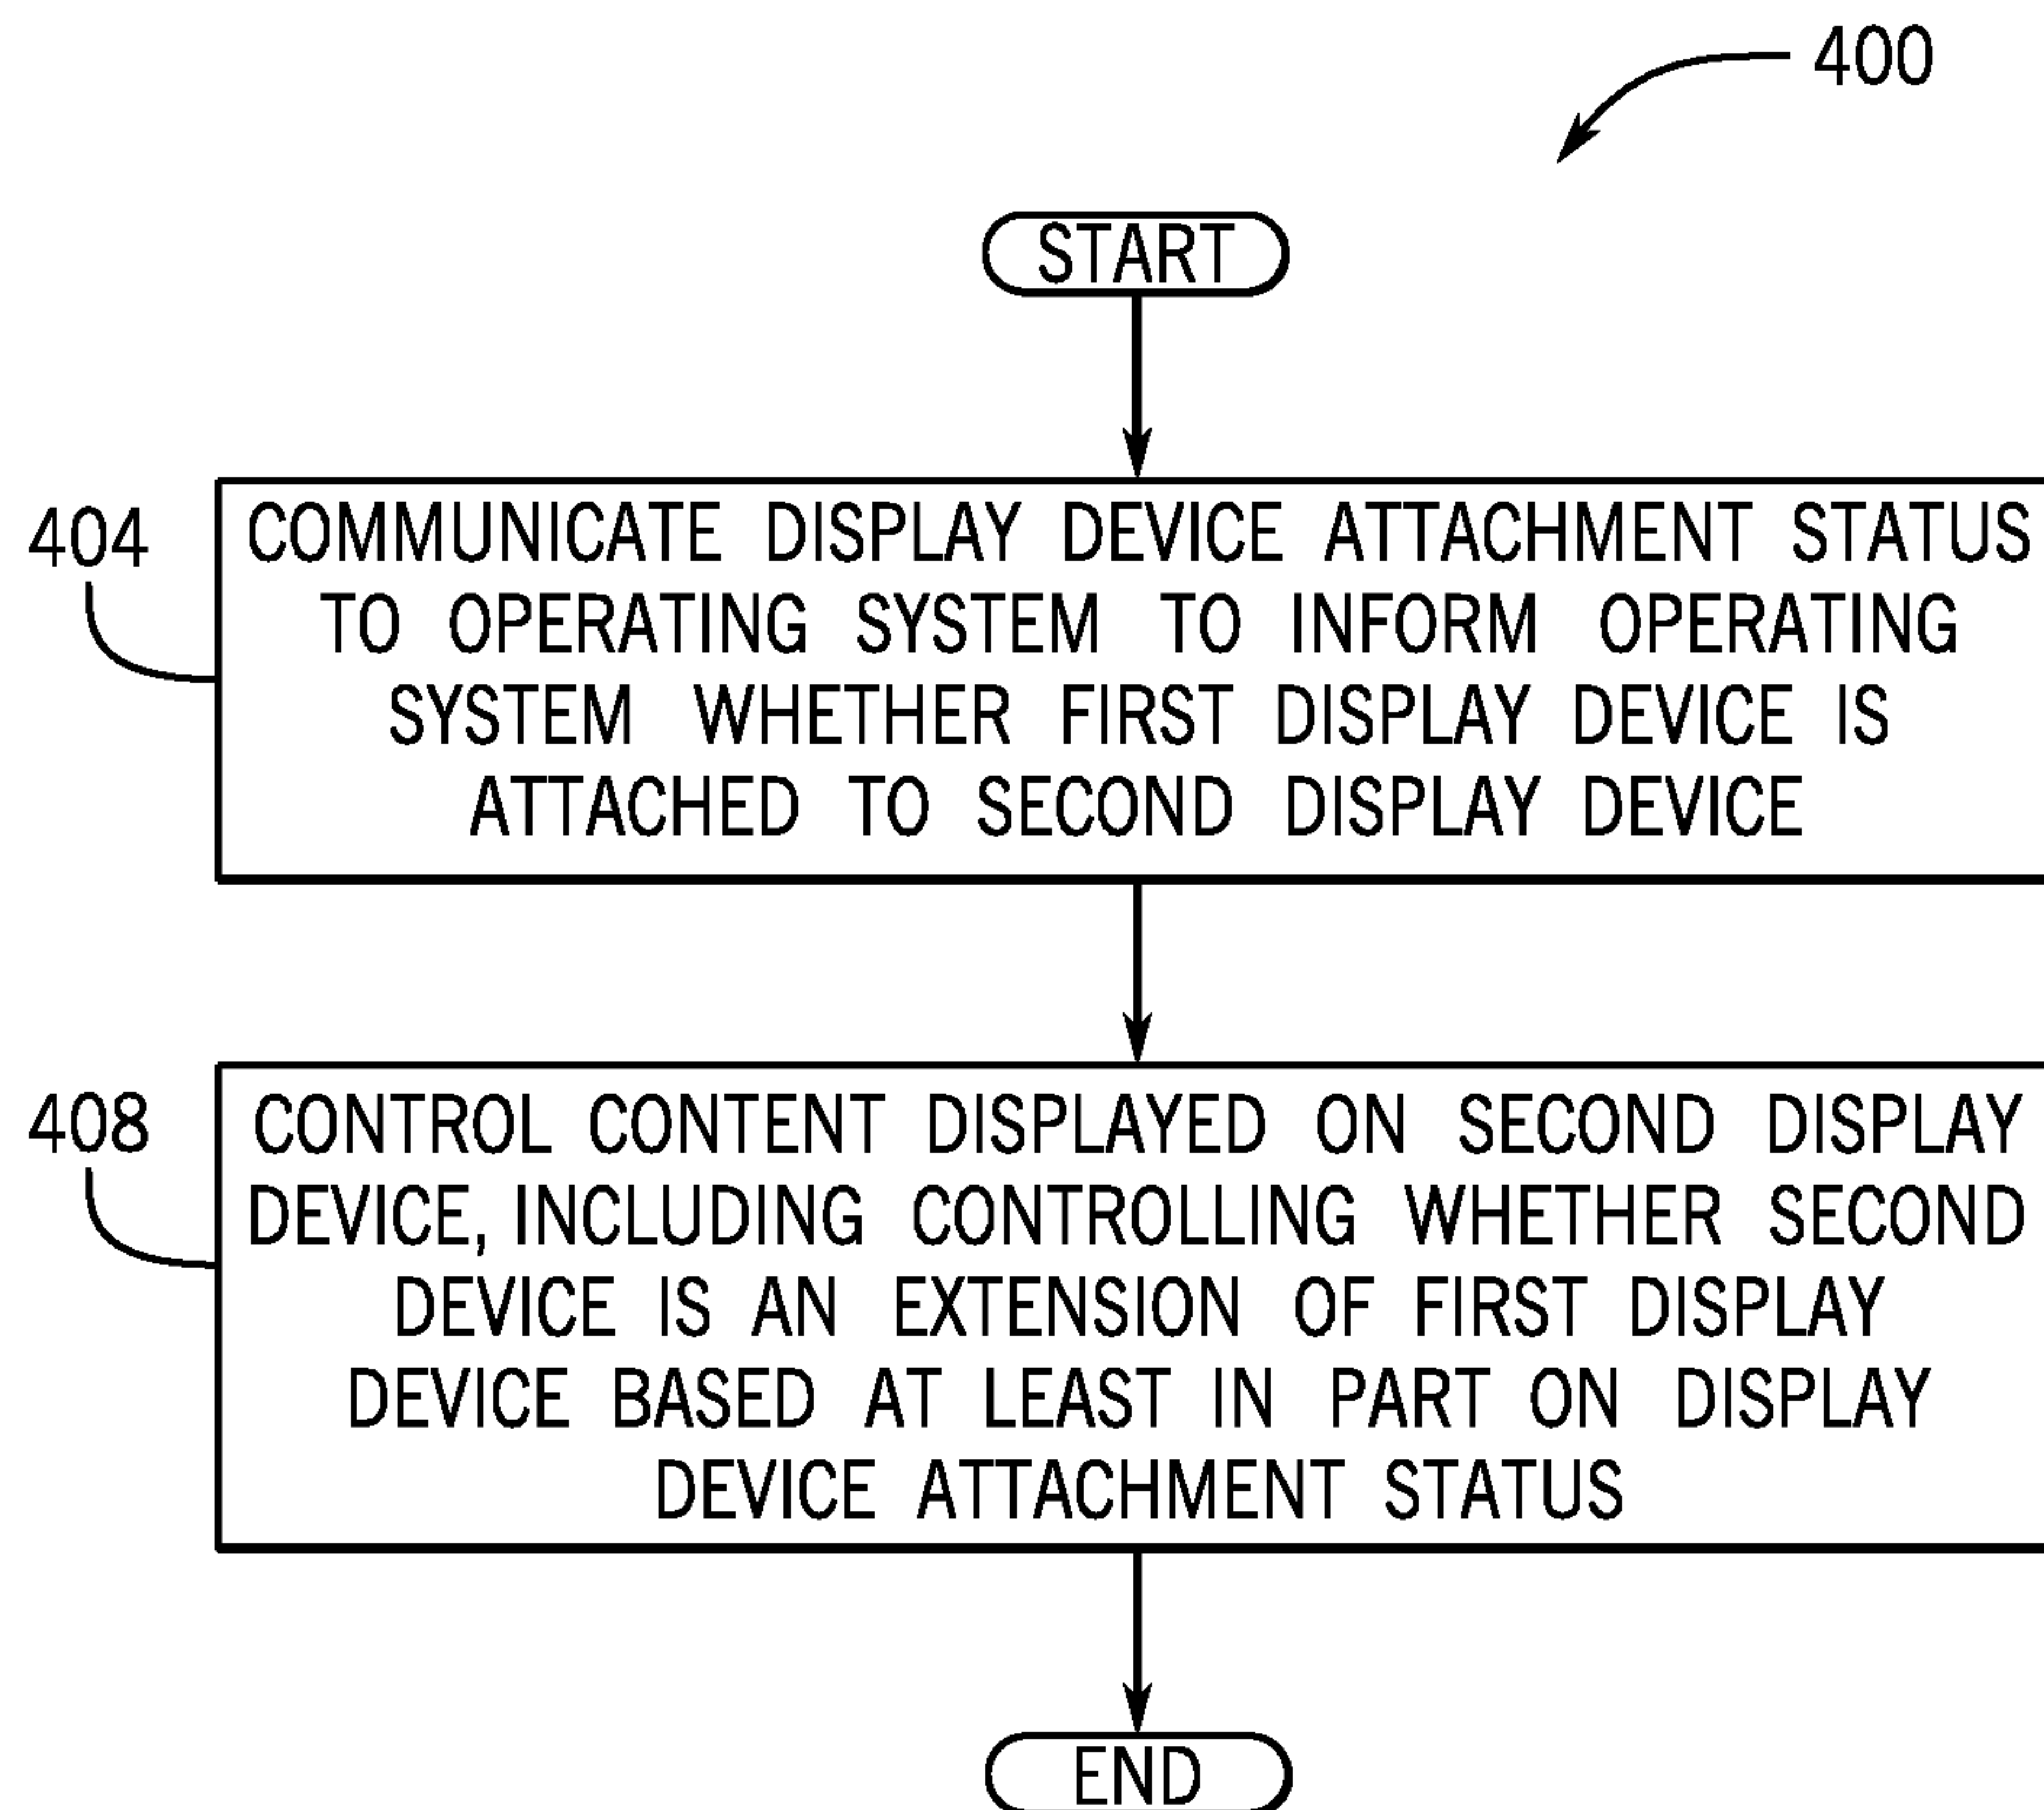 400
START
404
COMMUNICATE DISPLAY DEVICE ATTACHMENT STATUS
TO OPERATING SYSTEM TO INFORM OPERATING
SYSTEM WHETHER FIRST DISPLAY DEVICE IS
ATTACHED TO SECOND DISPLAY DEVICE
408
CONTROL CONTENT DISPLAYED ON SECOND DISPLAY
DEVICE, INCLUDING CONTROLLING WHETHER SECOND
DEVICE IS AN EXTENSION OF FIRST DISPLAY
DEVICE BASED AT LEAST IN PART ON DISPLAY
DEVICE ATTACHMENT STATUS
END